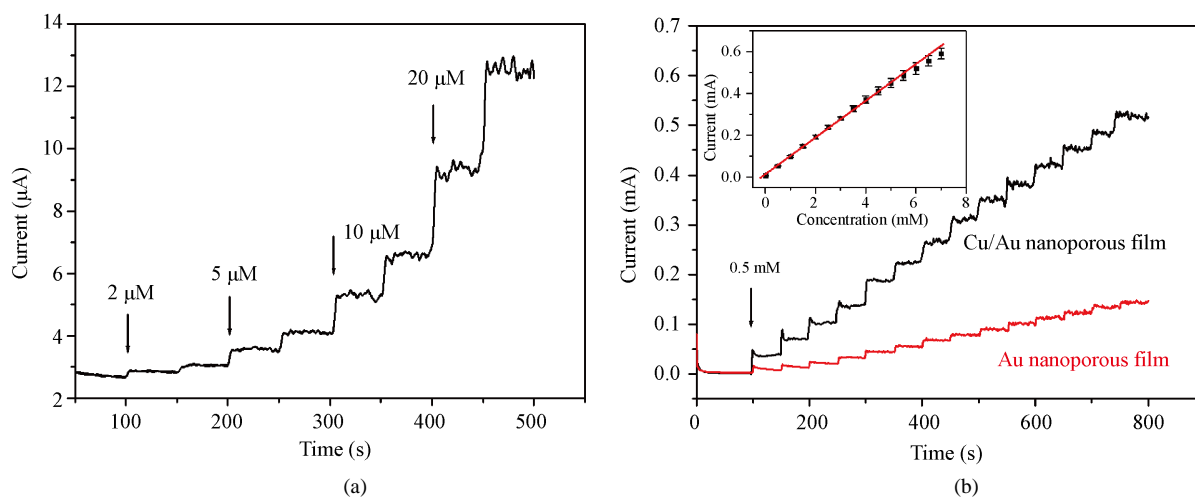 14
12
10
8
6
4
2
Current (μA)
100
200
300
400
500
Time (s)
2 μM
5 μM
10 μM
20 μM
(a)
0.7
0.6
0.5
0.4
0.3
0.2
0.1
0.0
Current (mA)
0
200
400
600
800
Time (s)
0.6
0.4
0.2
0.0
Current (mA)
0
2
4
6
8
Concentration (mM)
0.5 mM
Cu/Au nanoporous film
Au nanoporous film
(b)